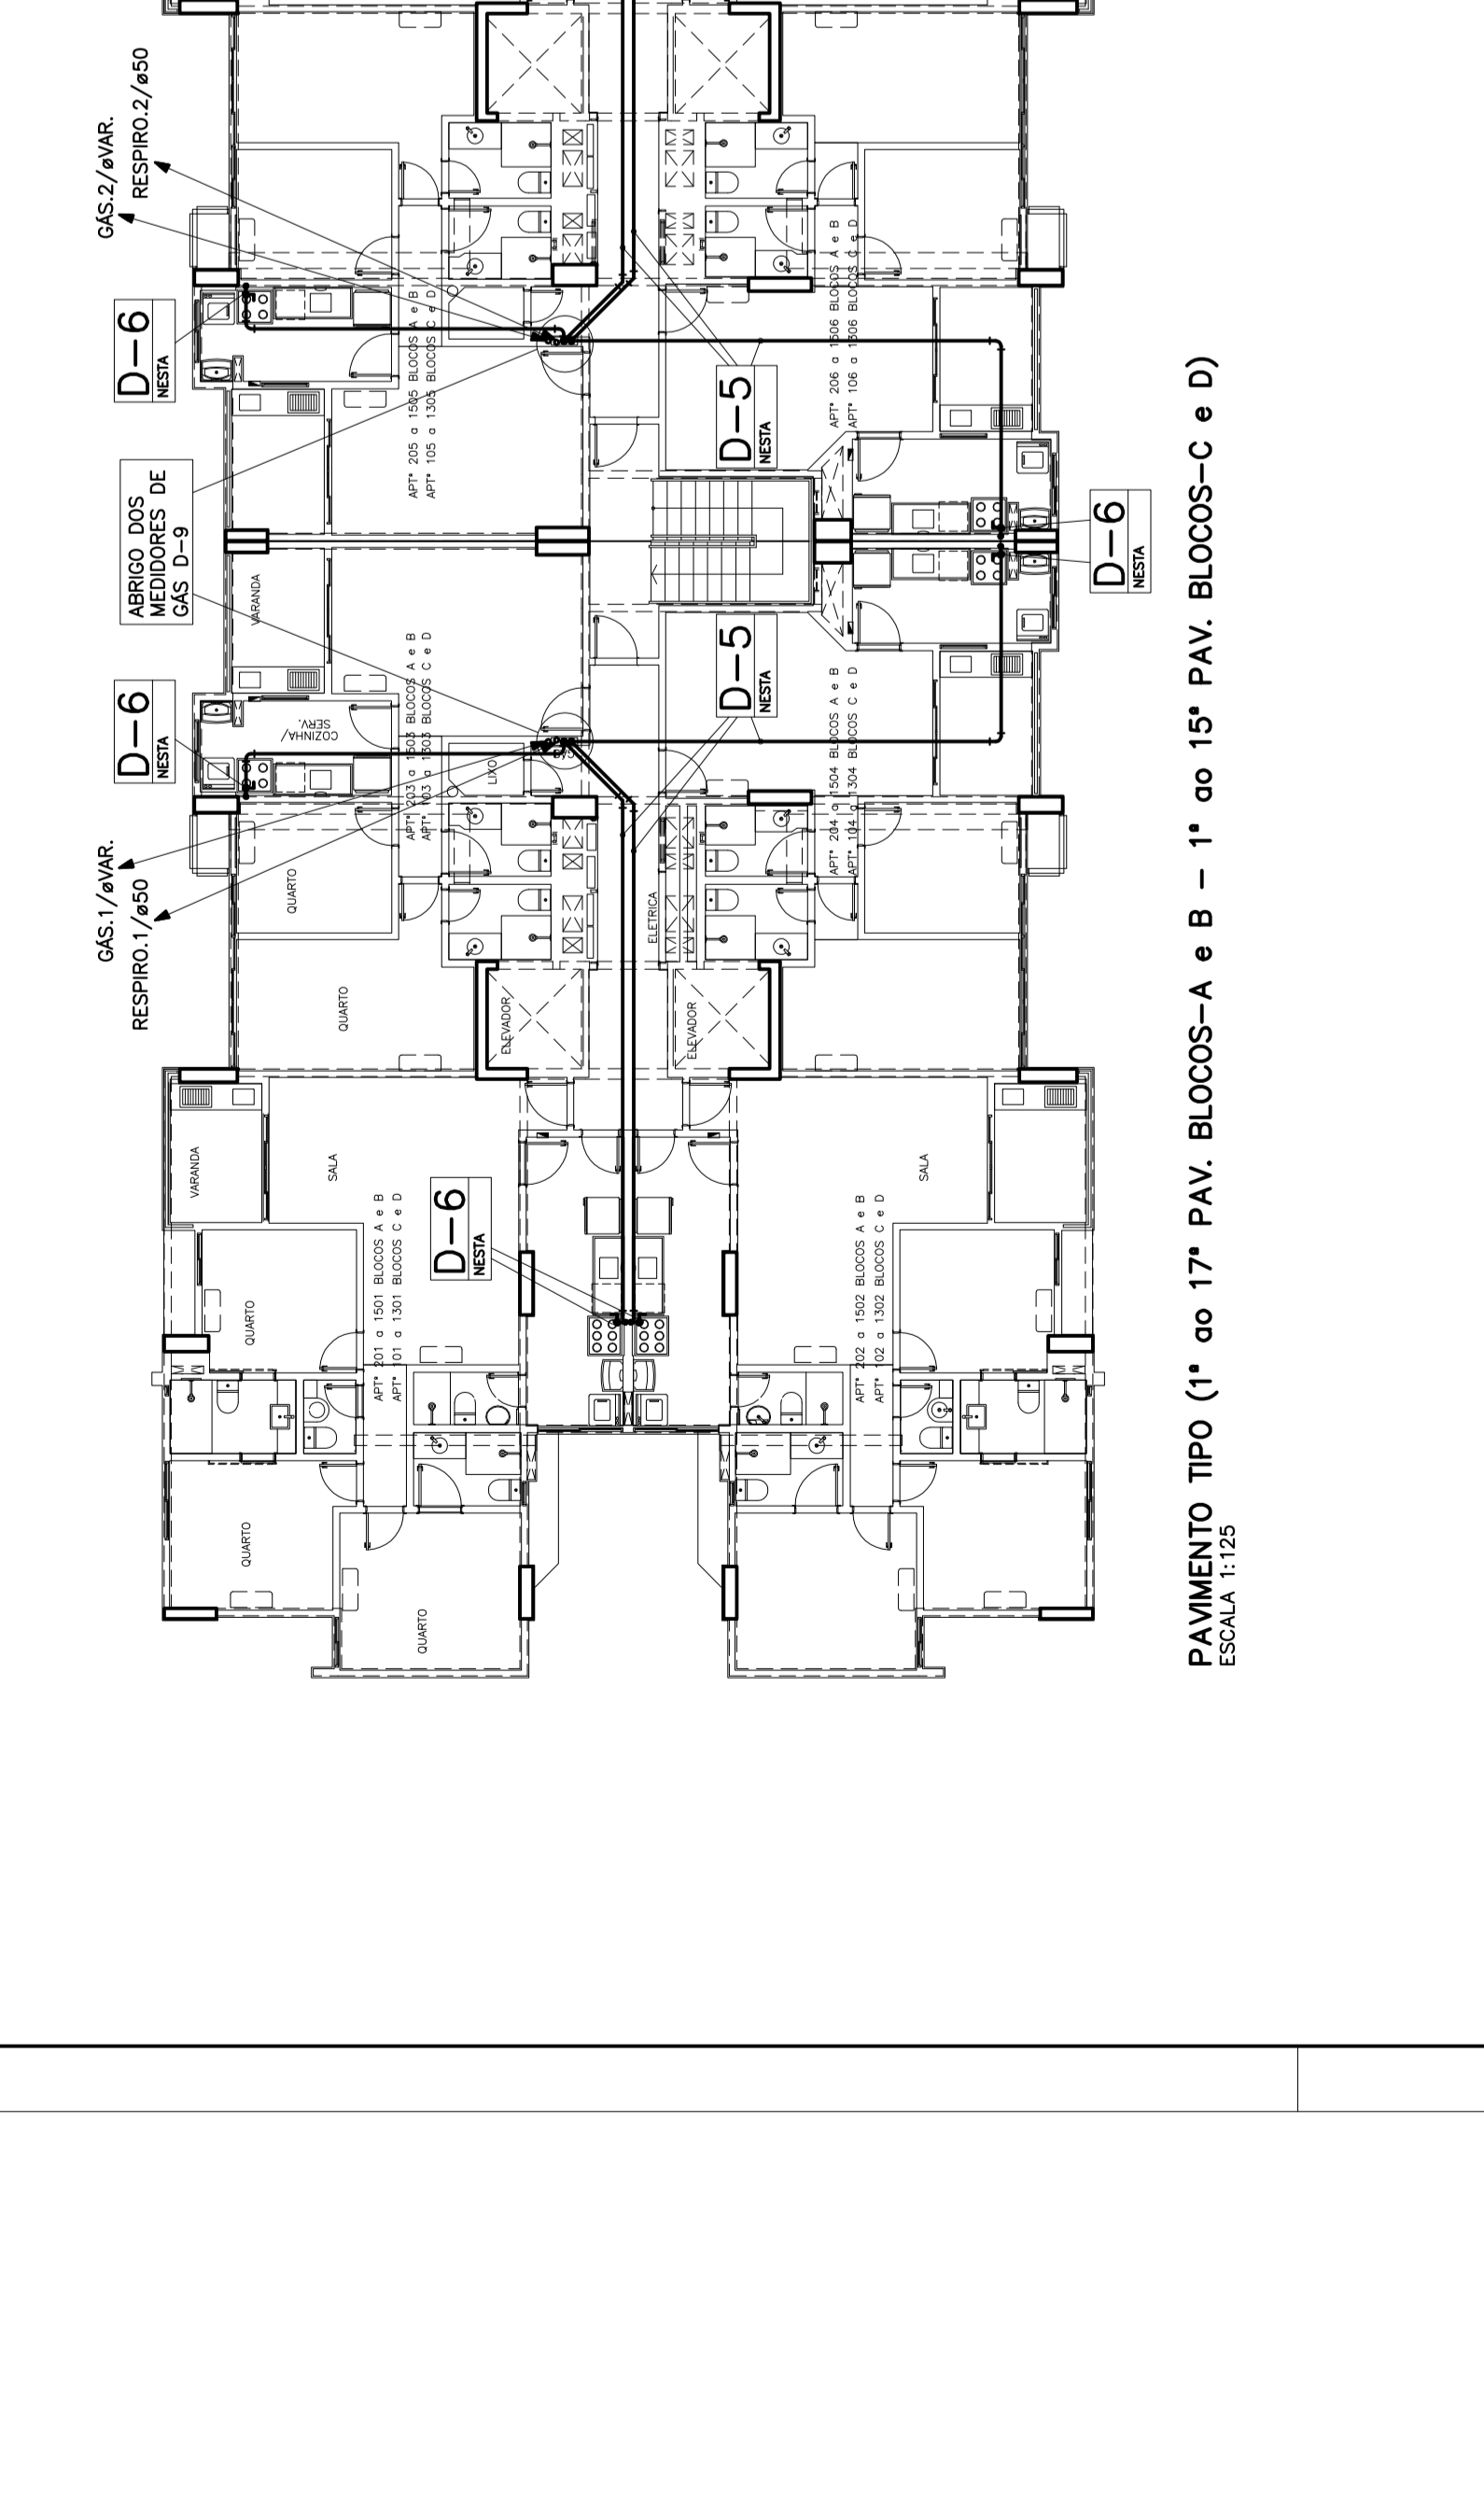 GÁS.2/øVAR.
RESPIRO.2/ø50
D-6
NESTA
ABRIGO DOS
MEDIDORES DE
GÁS D-9
D-6
NESTA
GÁS.1/øVAR.
RESPIRO.1/ø50
APTº 205 a 1505 BLOCOS A e B
APTº 105 a 1305 BLOCOS C e D
APTº 206 a 1506 BLOCOS A e B
APTº 106 a 1306 BLOCOS C e D
D-5
NESTA
D-6
NESTA
VARANDA
COZINHA/
SERV.
APTº 203 a 1503 BLOCOS A e B
APTº 103 a 1303 BLOCOS C e D
LIXO
D-5
NESTA
APTº 204 a 1504 BLOCOS A e B
APTº 104 a 1304 BLOCOS C e D
QUARTO
QUARTO
ELETRICA
ELEVADOR
ELEVADOR
VARANDA
SALA
SALA
D-6
NESTA
APTº 201 a 1501 BLOCOS A e B
APTº 101 a 1301 BLOCOS C e D
APTº 202 a 1502 BLOCOS A e B
APTº 102 a 1302 BLOCOS C e D
QUARTO
QUARTO
QUARTO
PAVIMENTO TIPO (1º ao 17º PAV. BLOCOS-A e B - 1º ao 15º PAV. BLOCOS-C e D)
ESCALA 1:125